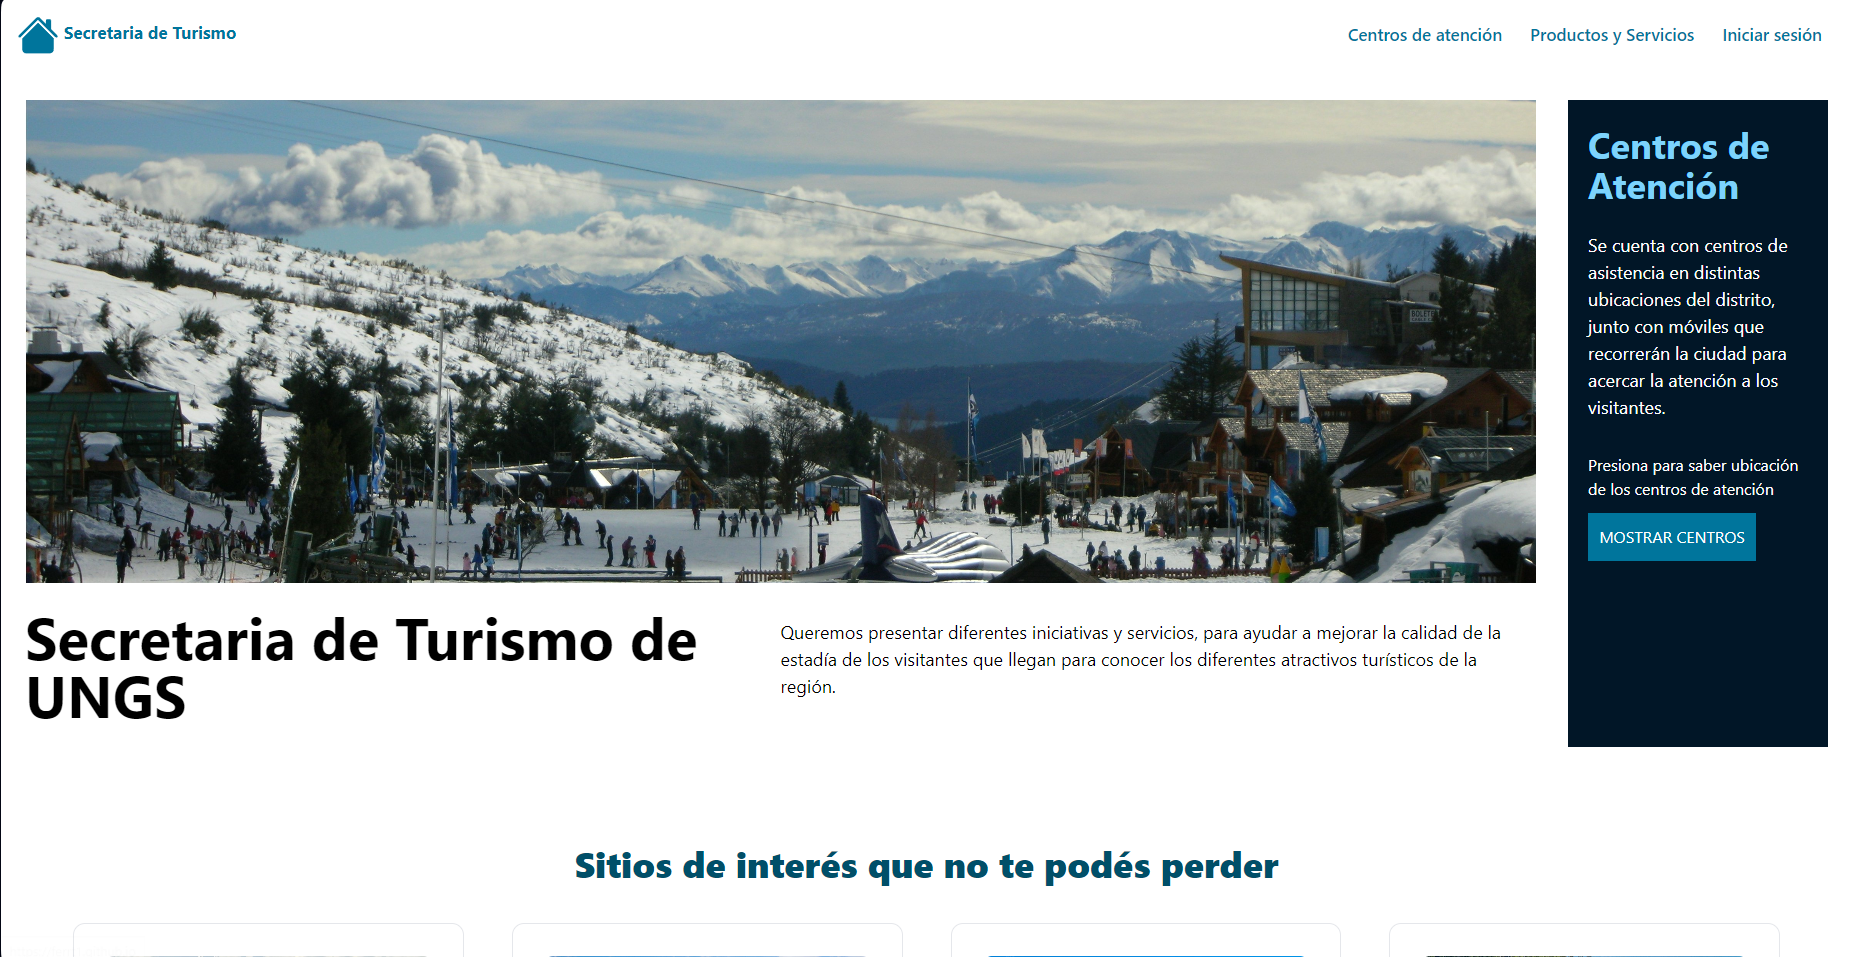 Secretaria de Turismo
Centros de atención
Productos y Servicios
Iniciar sesión
Centros de
Atención
Se cuenta con centros de
asistencia en distintas
ubicaciones del distrito,
junto con móviles que
recorrerán la ciudad para
acercar la atención a los
visitantes.
Presiona para saber ubicación
de los centros de atención
MOSTRAR CENTROS
Secretaria de Turismo de
UNGS
Queremos presentar diferentes iniciativas y servicios, para ayudar a mejorar la calidad de la
estadía de los visitantes que llegan para conocer los diferentes atractivos turísticos de la
región.
Sitios de interés que no te podés perder